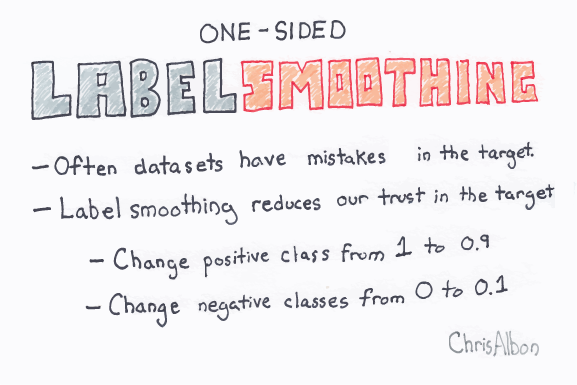 ONE-SIDED
LABEL SMOOTHING
- Often datasets have mistakes in the target.
- Label smoothing reduces our trust in the target
- Change positive class from 1 to 0.9
- Change negative classes from 0 to 0.1
ChrisAlbon